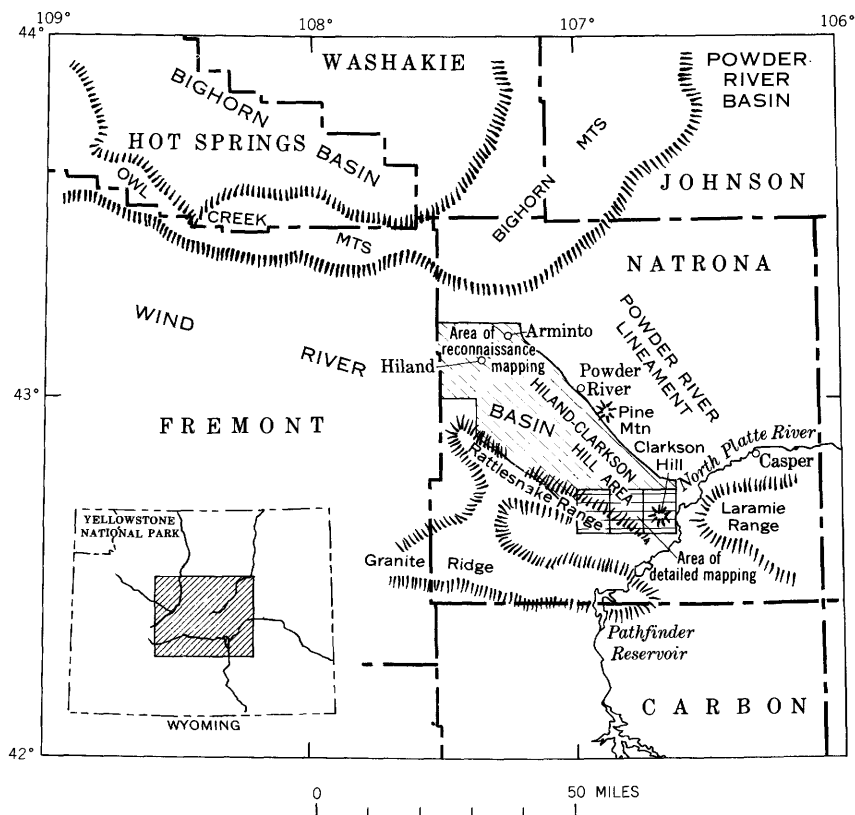 109°
108°
107°
106°
44°
WASHAKIE
POWDER
RIVER
BASIN
BIGHORN
BASIN
HOT SPRINGS
MTS
BIGHORN
JOHNSON
OWL
CREEK
MTS
NATRONA
WIND
RIVER
BASIN
Area of
reconnaissance
mapping
Arminto
Hiland
POWDER RIVER
LINEAMENT
Powder
River
43°
HILAND-CLARKSON
HILL AREA
Pine
Mtn
FREMONT
Clarkson
Hill
North Platte River
Casper
Rattlesnake Range
Laramie
Range
YELLOWSTONE
NATIONAL PARK
Granite Ridge
Area of
detailed mapping
Pathfinder
Reservoir
CARBON
WYOMING
42°
0
50 MILES